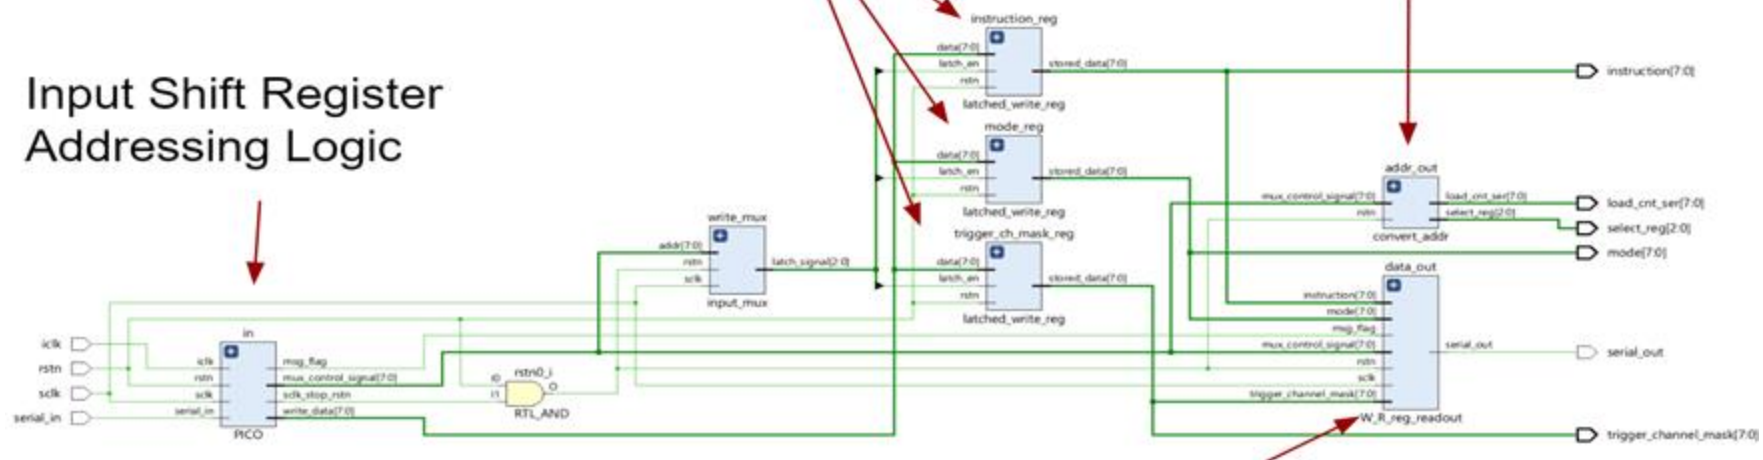 Input Shift Register
Addressing Logic
instruction_reg
data[7:0]
latch_en
rstn
stored_data[7:0]
latched_write_reg
instruction[7:0]
mode_reg
data[7:0]
latch_en
rstn
stored_data[7:0]
latched_write_reg
addr_out
mux_control_signal[7:0]
rstn
load_cnt_ser[7:0]
select_reg[2:0]
convert_addr
load_cnt_ser[7:0]
select_reg[2:0]
mode[7:0]
write_mux
addr[7:0]
rstn
sclk
latch_signal[2:0]
input_mux
trigger_ch_mask_reg
data[7:0]
latch_en
rstn
stored_data[7:0]
latched_write_reg
data_out
instruction[7:0]
mode[7:0]
msg_flag
mux_control_signal[7:0]
rstn
sclk
trigger_channel_mask[7:0]
serial_out
W_R_reg_readout
serial_out
trigger_channel_mask[7:0]
iclk
rstn
sclk
serial_in
in
iclk
rstn
sclk
serial_in
msg_flag
mux_control_signal[7:0]
sclk_stop_rstn
write_data[7:0]
PICO
rstn0_i
I0
I1
O
RTL_AND